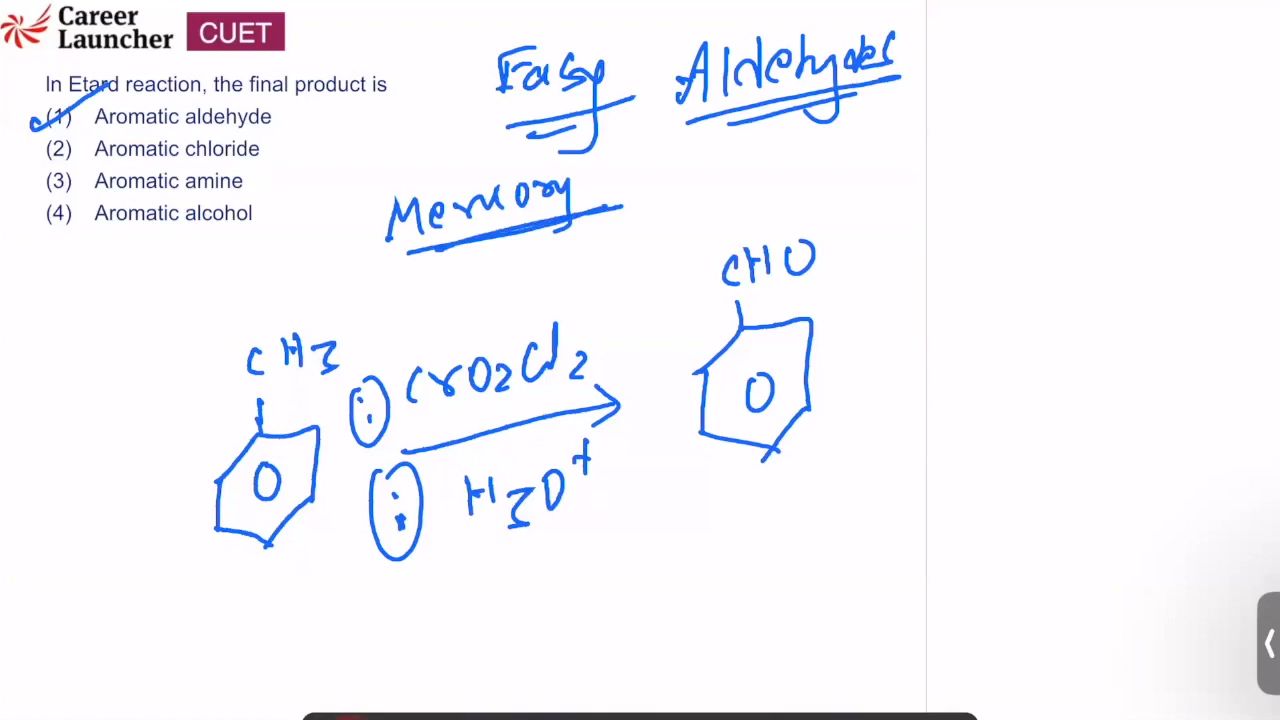 Career
Launcher
CUET
In Etard reaction, the final product is
(1) Aromatic aldehyde
(2) Aromatic chloride
(3) Aromatic amine
(4) Aromatic alcohol
Easy Aldehydes
Memory
CHO
CH3
(i) CrO2Cl2
(ii) H3O+